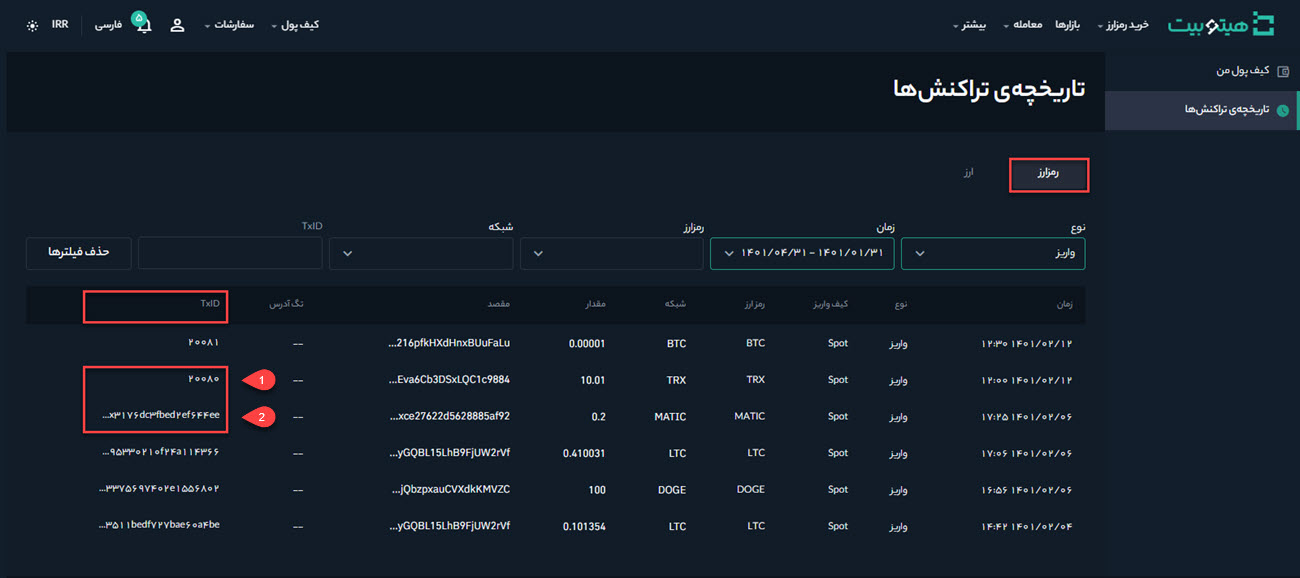 هیتوبیت خرید رمزارز بازارها معامله بیشتر کیف پول سفارشات ۵ فارسی IRR
کیف پول من
تاریخچه‌ی تراکنش‌ها
تاریخچه‌ی تراکنش‌ها
رمزارز ارز
نوع زمان رمزارز شبکه TxID
واریز ۱۴۰۱/۰۱/۳۱ - ۱۴۰۱/۰۴/۳۱ حذف فیلترها
زمان نوع کیف واریز رمز ارز شبکه مقدار مقصد تگ آدرس TxID
۱۴۰۱/۰۲/۱۲ ۱۲:۳۰ واریز Spot BTC BTC 0.00001 ...216pfkHXdHnxBUuFaLu -- ۲۰۰۸۱
۱۴۰۱/۰۲/۱۲ ۱۲:۰۰ واریز Spot TRX TRX 10.01 ...Eva6Cb3DSxLQC1c9884 -- ۲۰۰۸۰ 1
۱۴۰۱/۰۲/۰۶ ۱۷:۲۵ واریز Spot MATIC MATIC 0.2 ...xce27622d5628885af92 -- ...x۳۱۷۶dc۳fbed۲ef۶۴۴ee 2
۱۴۰۱/۰۲/۰۶ ۱۷:۰۶ واریز Spot LTC LTC 0.410031 ...yGQBL15LhB9FjUW2rVf -- ...۹۵۳۳۰۲۱۰f۲۴a۱۱۴۳۶۶
۱۴۰۱/۰۲/۰۶ ۱۶:۵۶ واریز Spot DOGE DOGE 100 ...jQbzpxauCVXdkKMVZC -- ...۳۳۷۵۶۹۷۴۰۲e۱۵۵۶۸۰۲
۱۴۰۱/۰۲/۰۴ ۱۴:۴۲ واریز Spot LTC LTC 0.101354 ...yGQBL15LhB9FjUW2rVf -- ...۳۵۱۱bedf۷۲۷bae۶۰a۴be